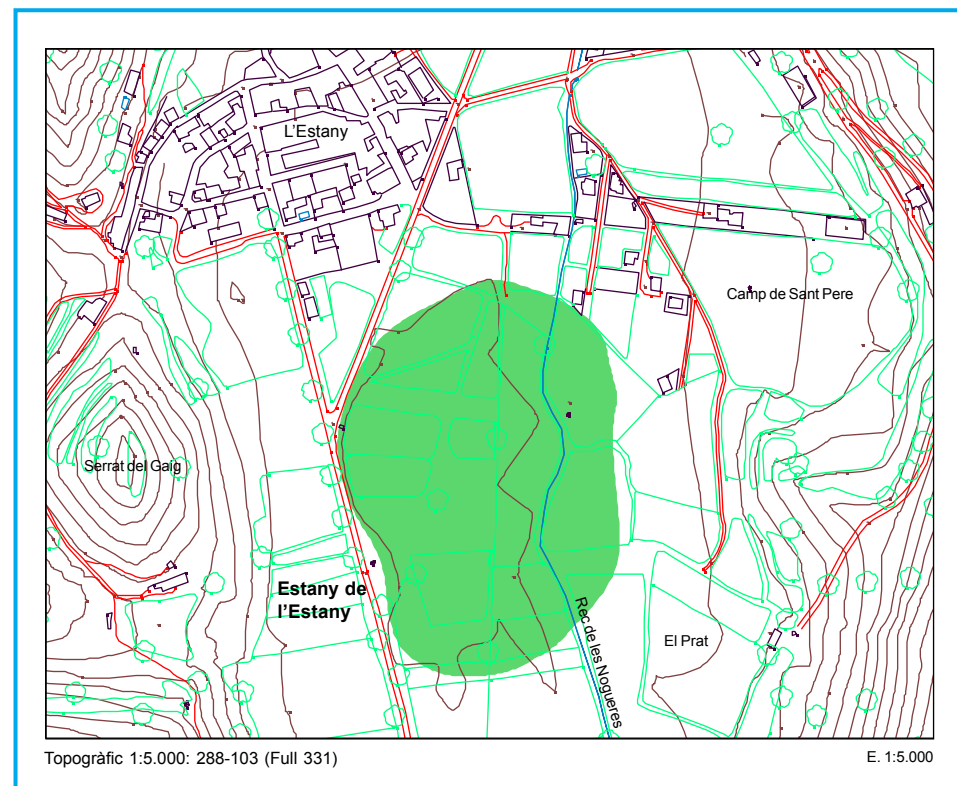 L'Estany
Camp de Sant Pere
Serrat del Gaig
Estany de
l'Estany
Rec de les Nogueres
El Prat
Topogràfic 1:5.000: 288-103 (Full 331)
E. 1:5.000